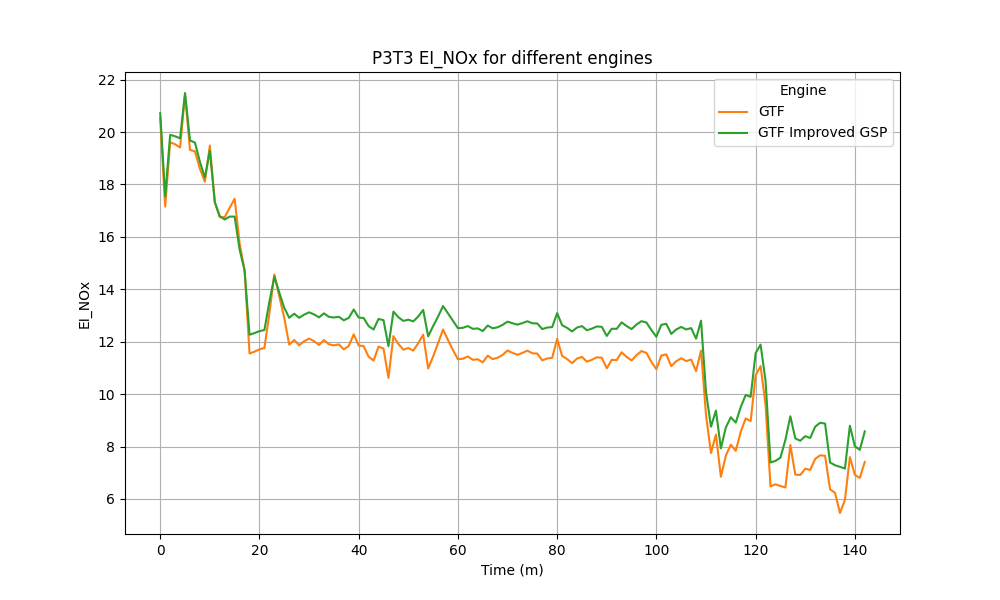 P3T3 EI_NOx for different engines
Engine
GTF
GTF Improved GSP
EI_NOx
22
20
18
16
14
12
10
8
6
0 20 40 60 80 100 120 140
Time (m)